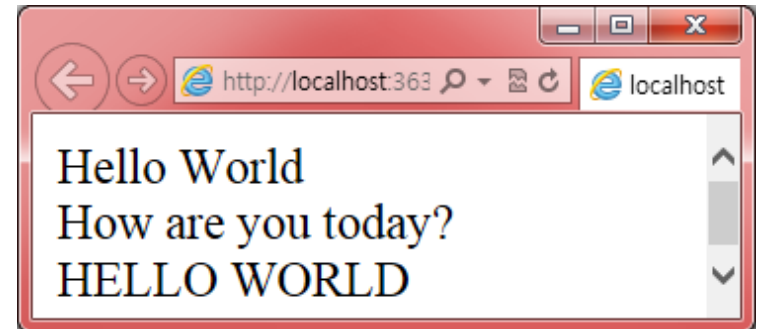 http://localhost:363
localhost
Hello World
How are you today?
HELLO WORLD